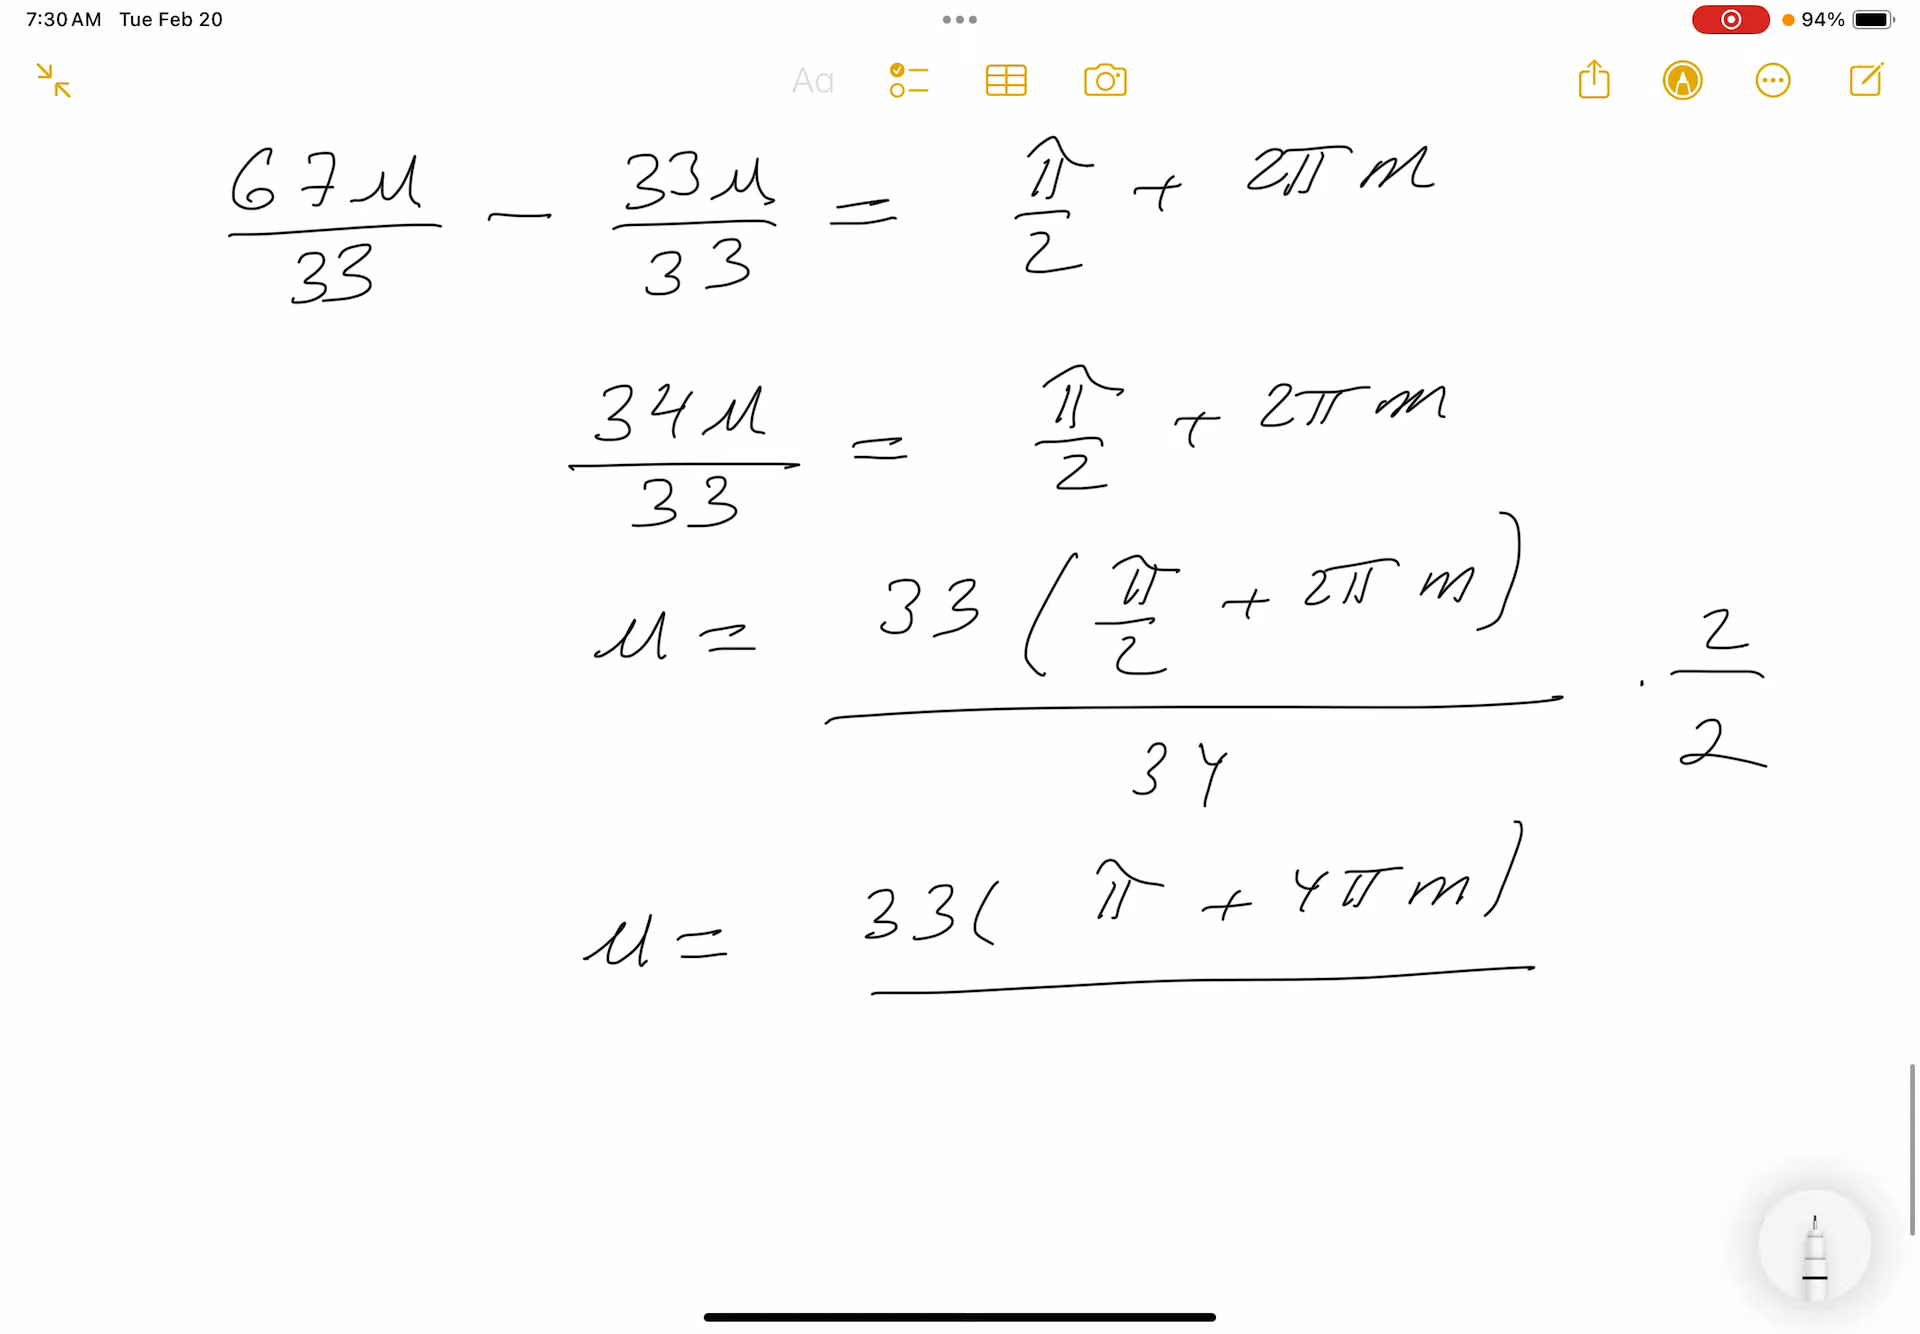 7:30 AM Tue Feb 20
94%
Aa
67u/33 - 33u/33 = π/2 + 2πm
34u/33 = π/2 + 2πm
u = 33(π/2 + 2πm)/34 · 2/2
u = 33( π + 4πm)